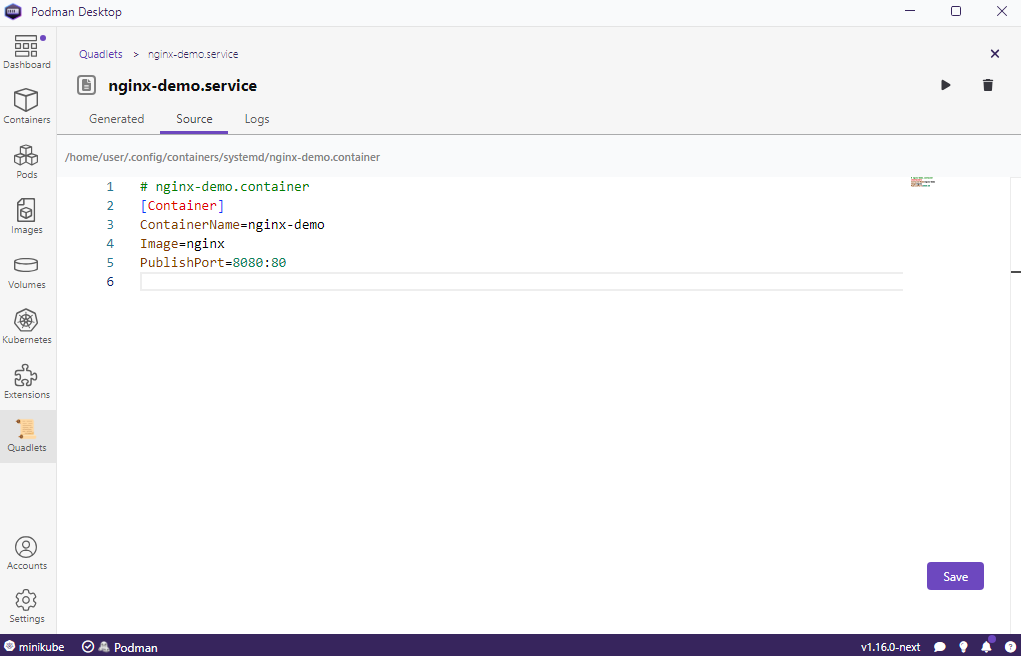 Podman Desktop
Dashboard
Containers
Pods
Images
Volumes
Kubernetes
Extensions
Quadlets
Accounts
Settings
Quadlets > nginx-demo.service
nginx-demo.service
Generated Source Logs
/home/user/.config/containers/systemd/nginx-demo.container
1 # nginx-demo.container
2 [Container]
3 ContainerName=nginx-demo
4 Image=nginx
5 PublishPort=8080:80
6
Save
minikube Podman v1.16.0-next